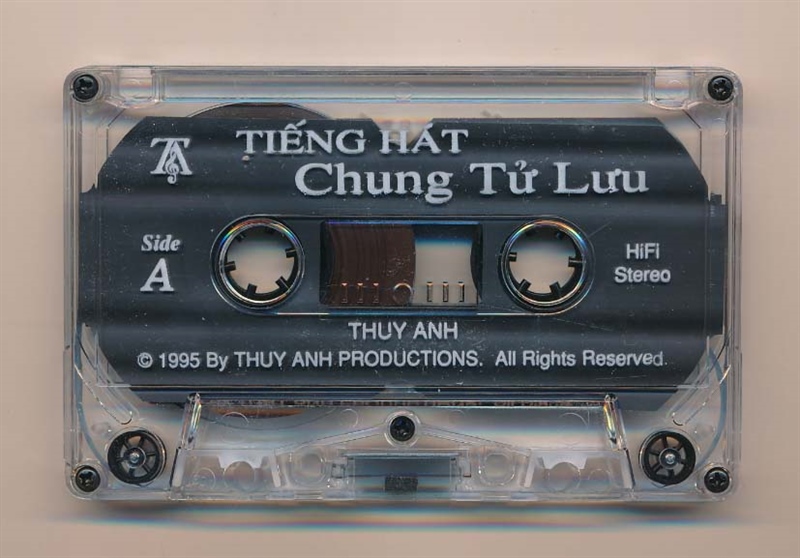 TA
TIẾNG HÁT
Chung Tử Lưu
Side
A
HiFi
Stereo
THUY ANH
© 1995 By THUY ANH PRODUCTIONS. All Rights Reserved.